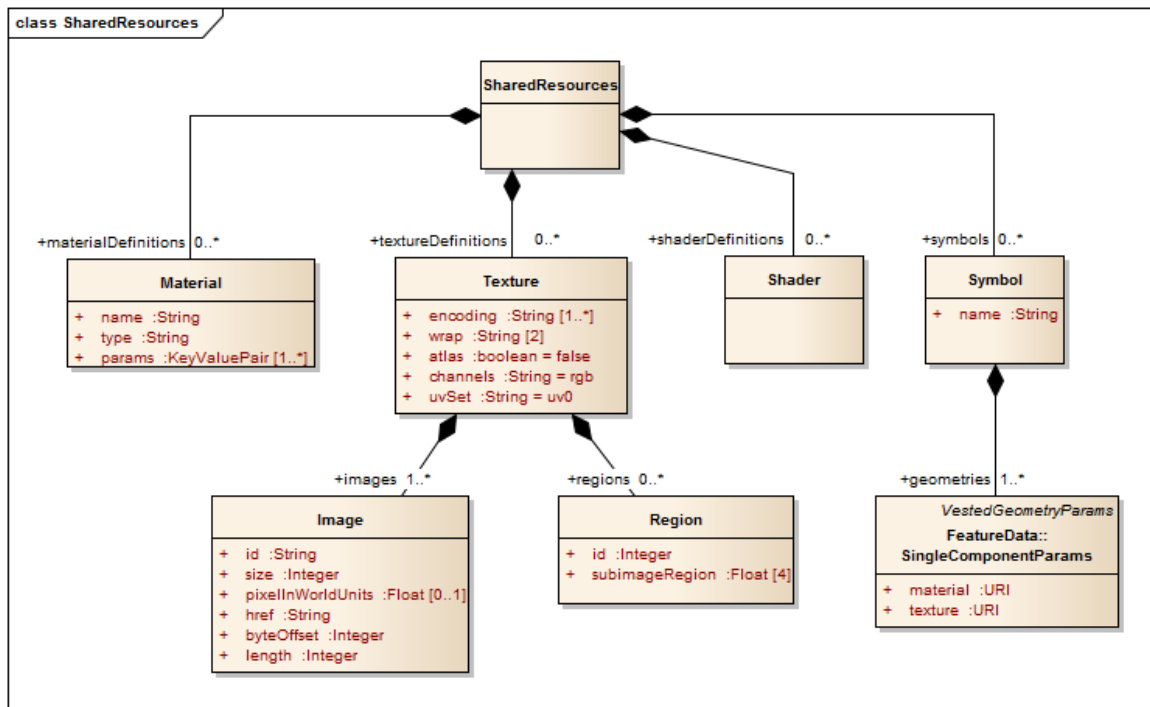 class SharedResources
SharedResources
+materialDefinitions 0..*
+textureDefinitions 0..*
+shaderDefinitions 0..*
+symbols 0..*
Material
+ name :String
+ type :String
+ params :KeyValuePair [1..*]
Texture
+ encoding :String [1..*]
+ wrap :String [2]
+ atlas :boolean = false
+ channels :String = rgb
+ uvSet :String = uv0
Shader
Symbol
+ name :String
+images 1..*
+regions 0..*
+geometries 1..*
Image
+ id :String
+ size :Integer
+ pixelInWorldUnits :Float [0..1]
+ href :String
+ byteOffset :Integer
+ length :Integer
Region
+ id :Integer
+ subimageRegion :Float [4]
VestedGeometryParams
FeatureData::
SingleComponentParams
+ material :URI
+ texture :URI